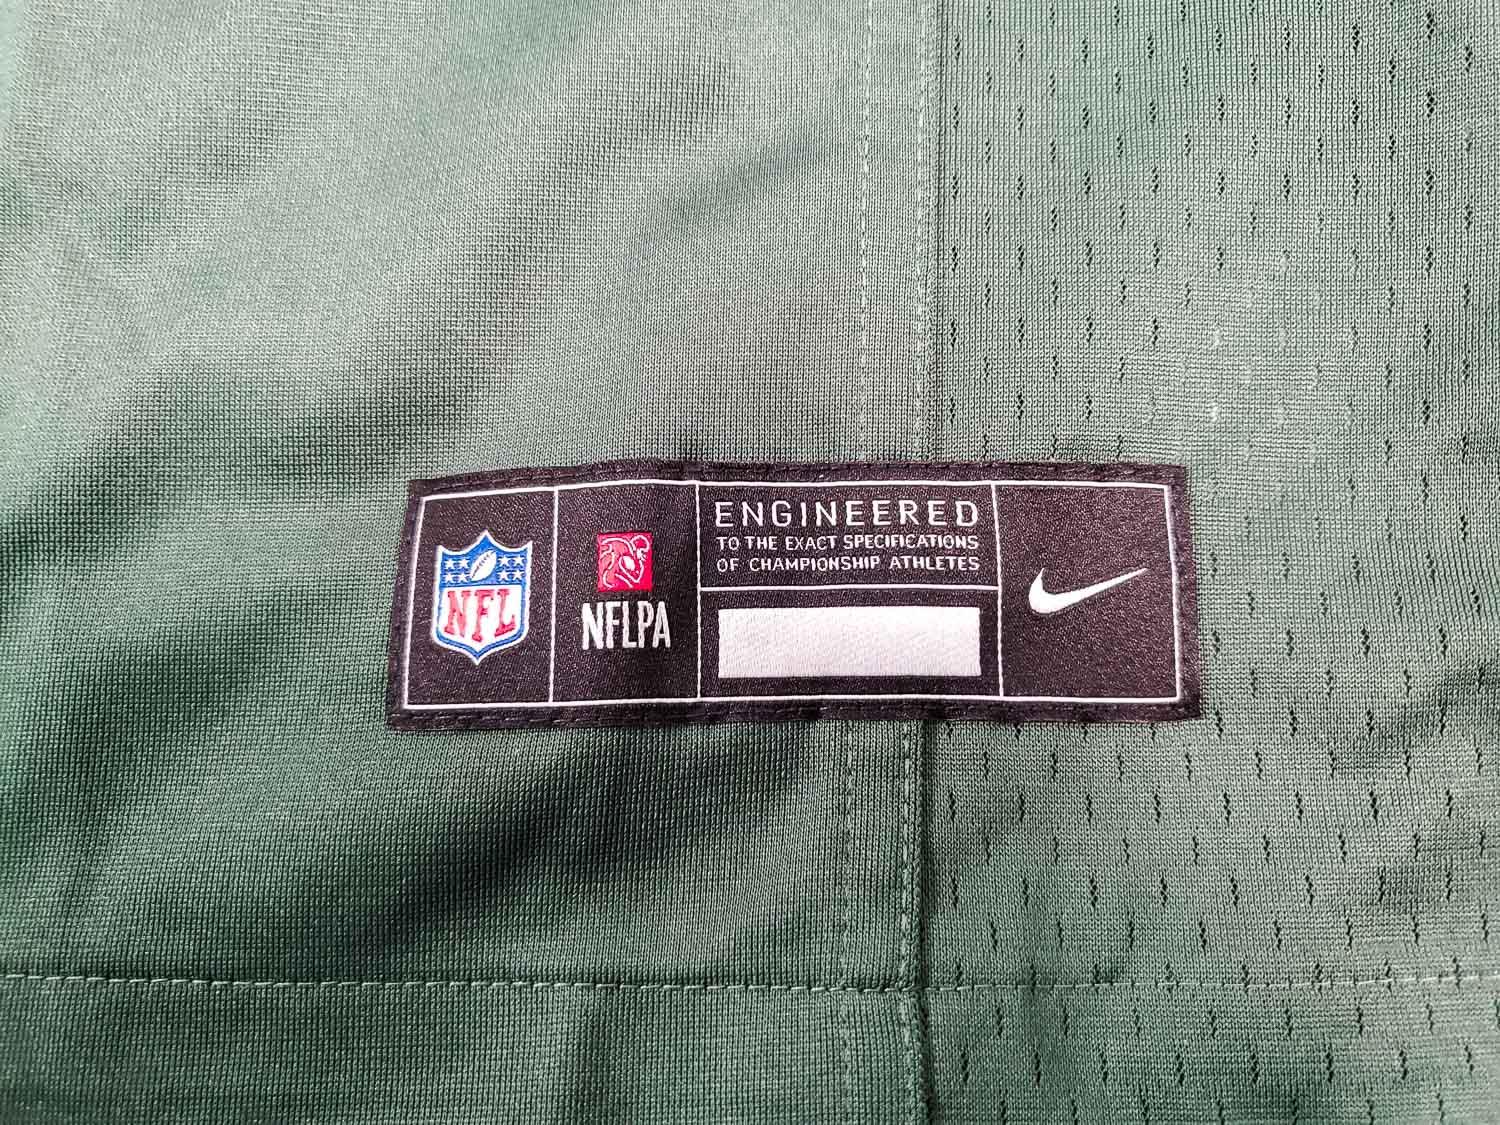 NFL
NFLPA
ENGINEERED
TO THE EXACT SPECIFICATIONS
OF CHAMPIONSHIP ATHLETES